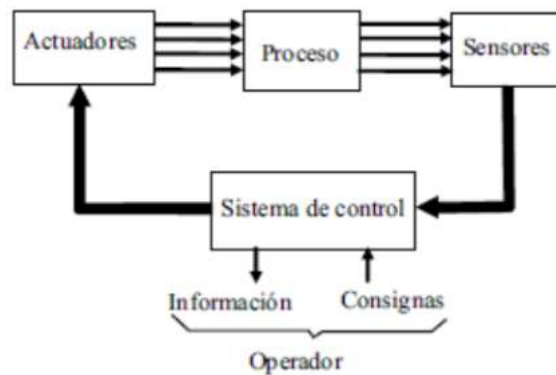 Actuadores
Proceso
Sensores
Sistema de control
Información
Consignas
Operador